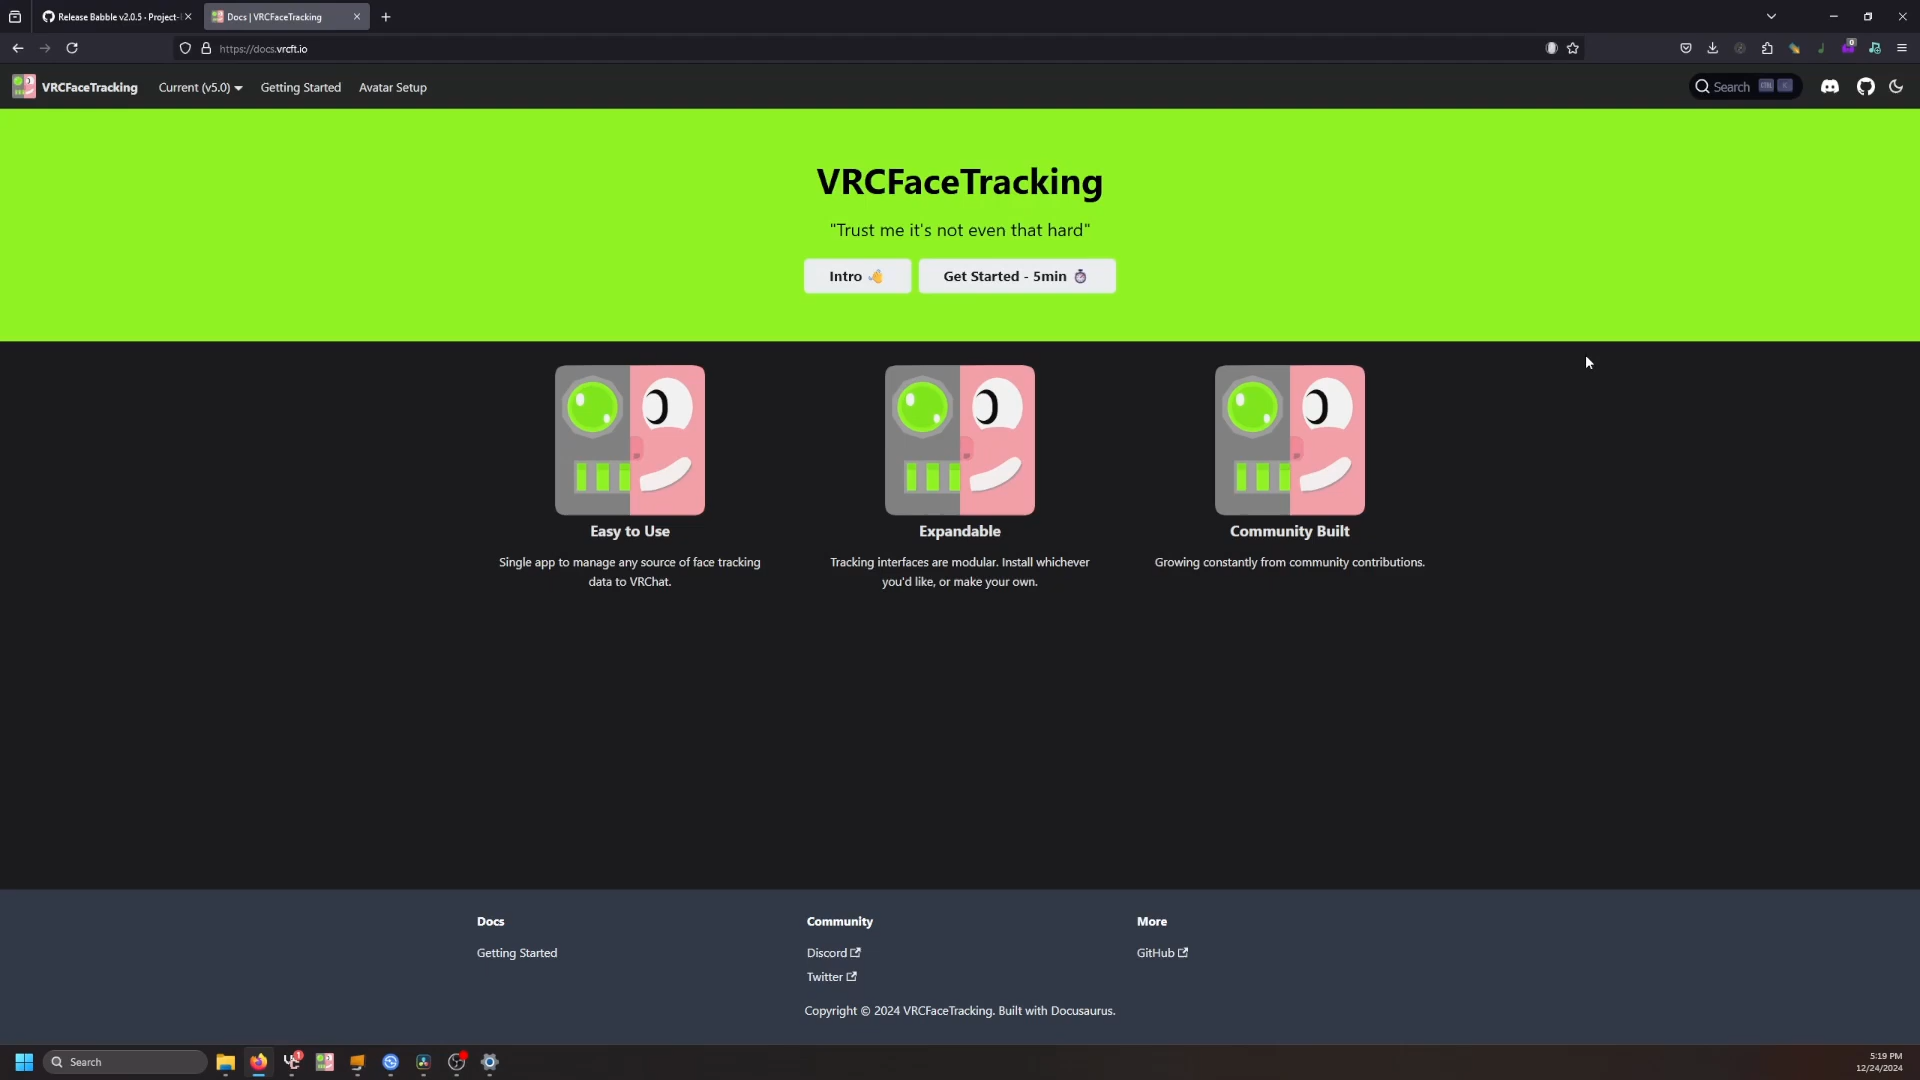 Release Babble v2.0.5 · Project-
Docs | VRCFaceTracking
https://docs.vrcft.io
0
VRCFaceTracking
Current (v5.0)
Getting Started
Avatar Setup
Search
VRCFaceTracking
"Trust me it's not even that hard"
Intro
Get Started - 5min
Easy to Use
Single app to manage any source of face tracking
data to VRChat.
Expandable
Tracking interfaces are modular. Install whichever
you'd like, or make your own.
Community Built
Growing constantly from community contributions.
Docs
Getting Started
Community
Discord
Twitter
More
GitHub
Copyright © 2024 VRCFaceTracking. Built with Docusaurus.
Search
1
5:19 PM
12/24/2024